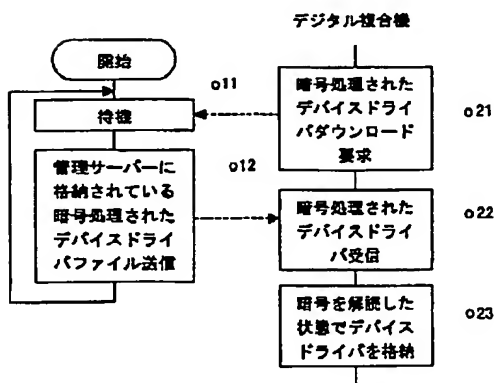 デジタル複合機
開始
o11
待機
o12
管理サーバーに
格納されている
暗号処理された
デバイスドライ
バファイル送信
暗号処理された
デバイスドライ
バダウンロード
要求
o21
暗号処理された
デバイスドライ
バ受信
o22
暗号を解読した
状態でデバイス
ドライバを格納
o23